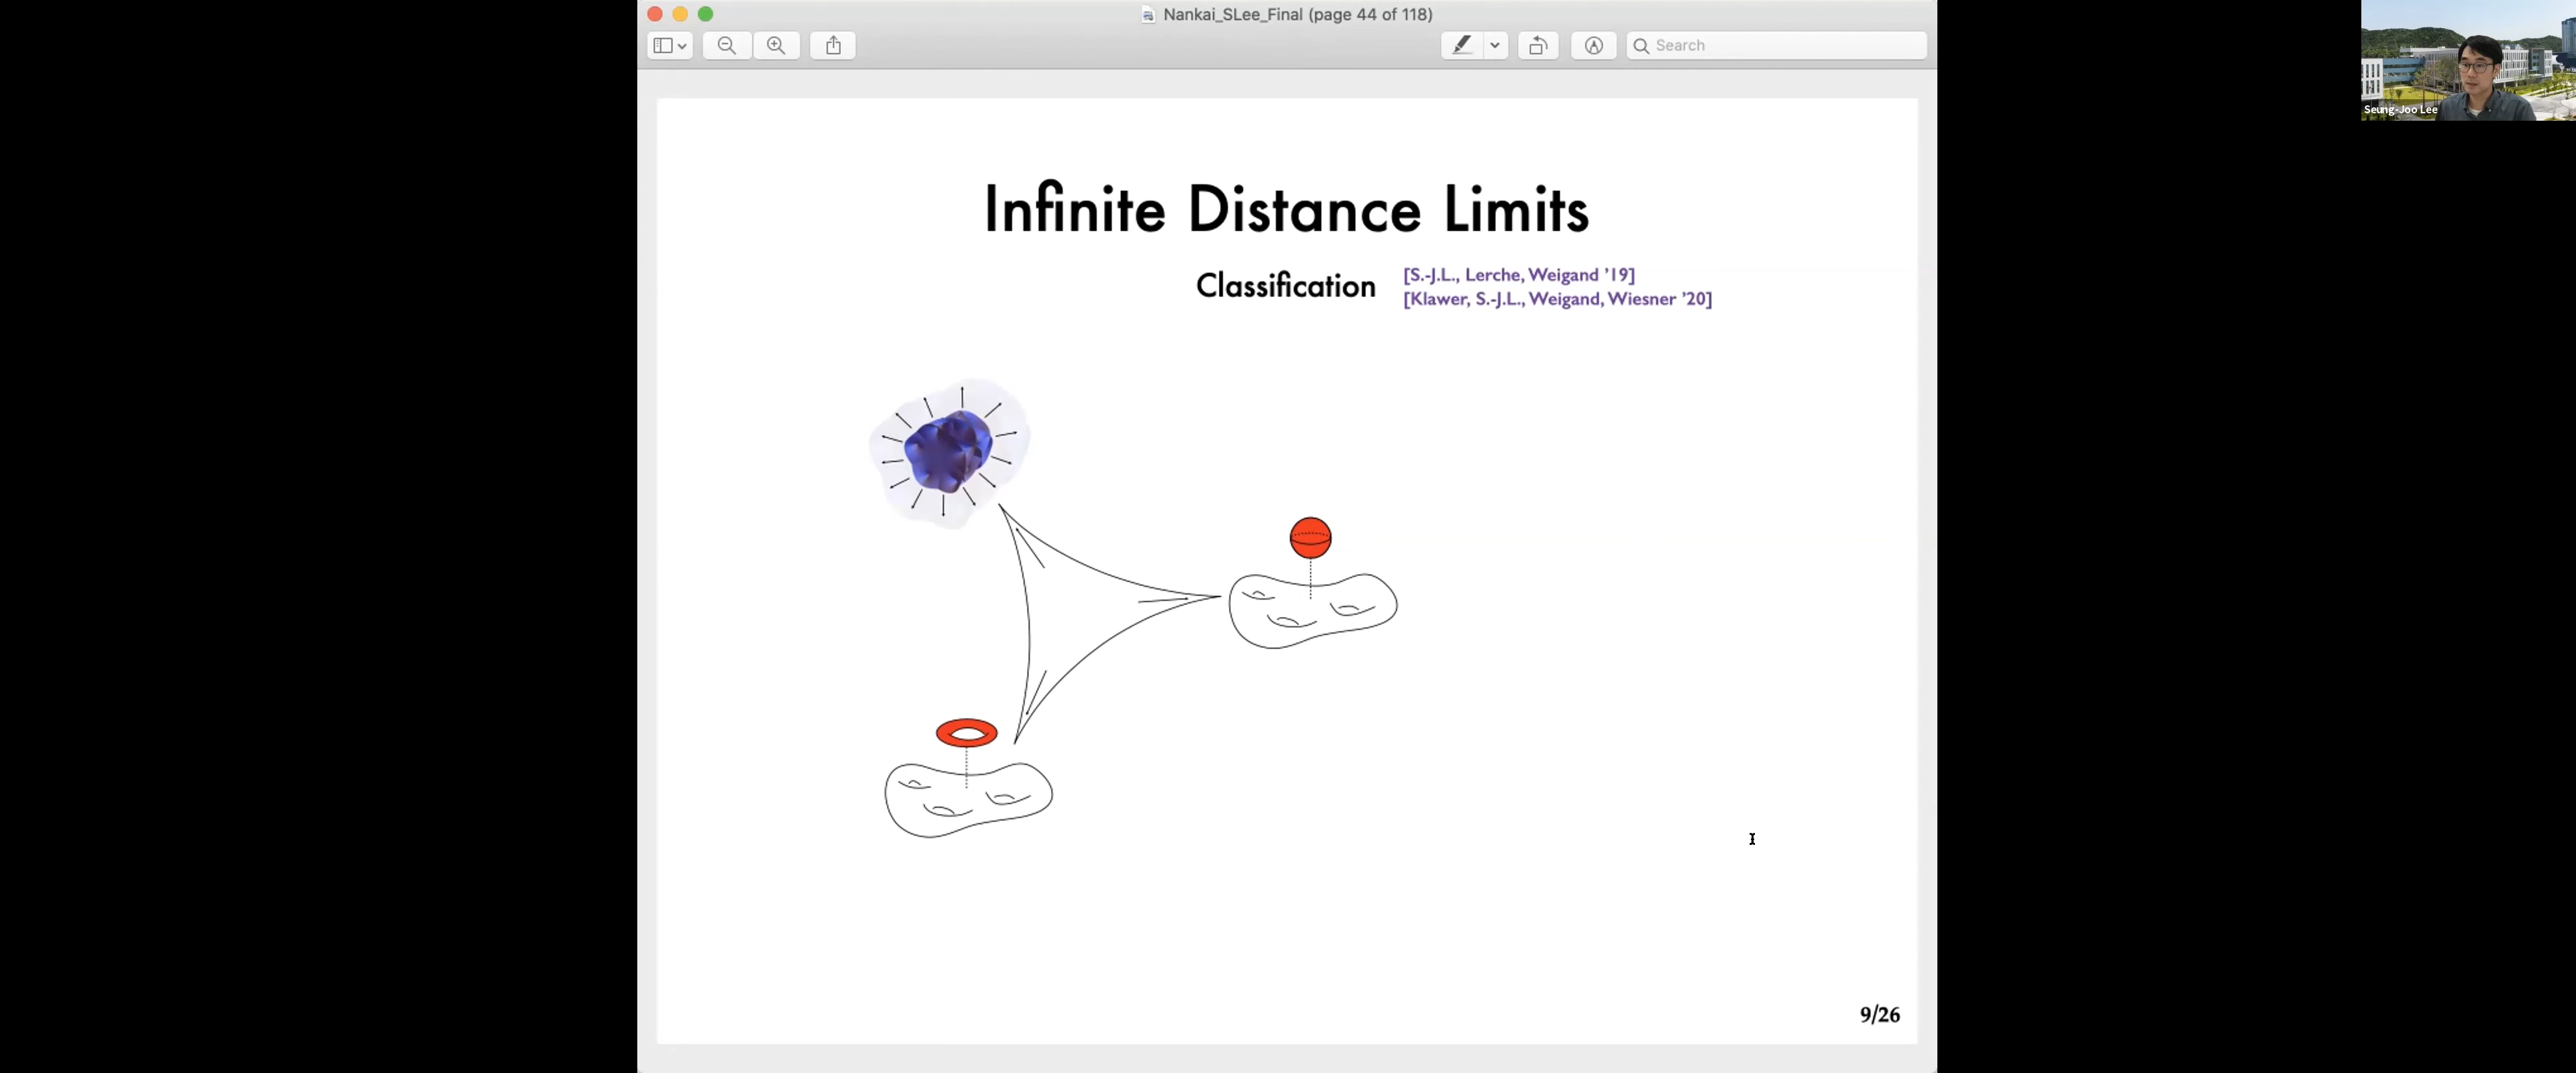 Nankai_SLee_Final (page 44 of 118)
Search
Seung-Joo Lee
Infinite Distance Limits
Classification
[S.-J.L., Lerche, Weigand '19]
[Klawer, S.-J.L., Weigand, Wiesner '20]
9/26